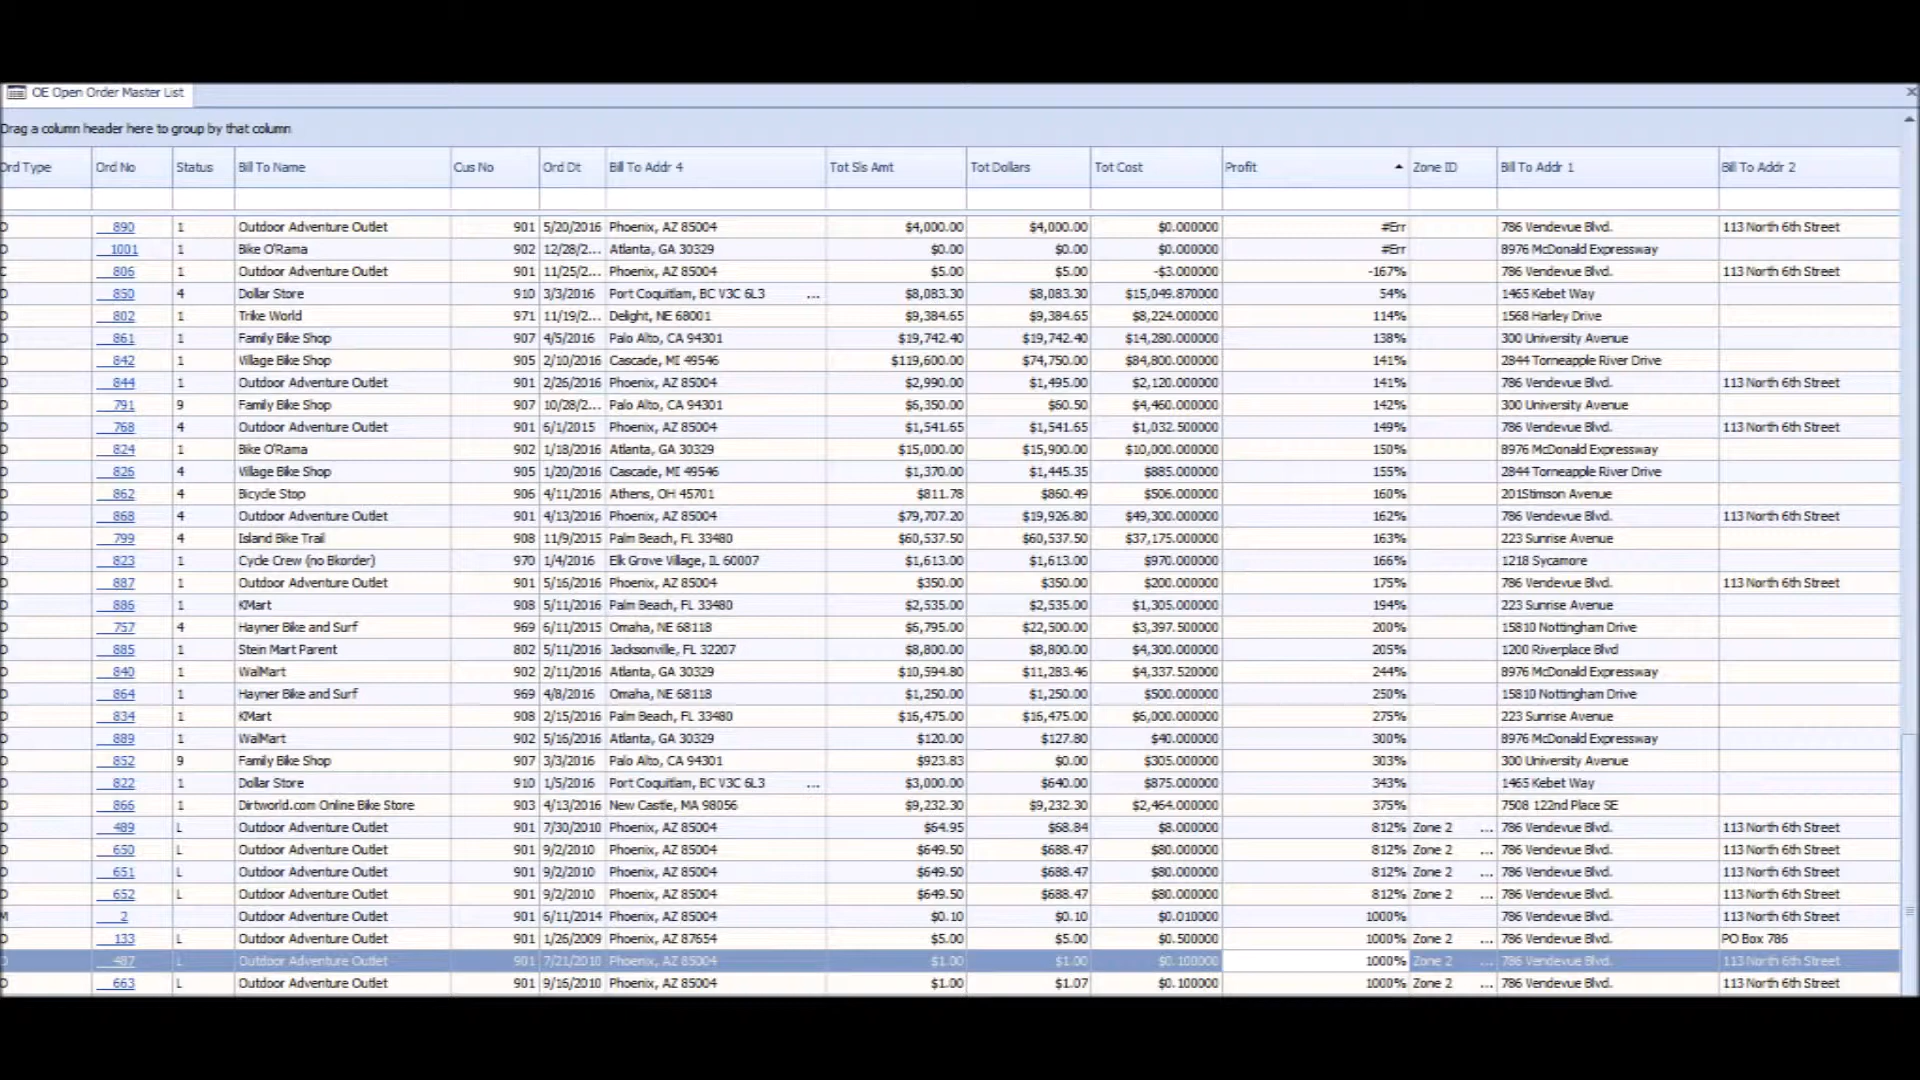 OE Open Order Master List
Drag a column header here to group by that column
Ord Type Ord No Status Bill To Name Cus No Ord Dt Bill To Addr 4 Tot Sls Amt Tot Dollars Tot Cost Profit Zone ID Bill To Addr 1 Bill To Addr 2
O 890 1 Outdoor Adventure Outlet 901 5/20/2016 Phoenix, AZ 85004 $4,000.00 $4,000.00 $0.000000 #Err 786 Vendevue Blvd. 113 North 6th Street
O 1001 1 Bike O'Rama 902 12/28/2... Atlanta, GA 30329 $0.00 $0.00 $0.000000 #Err 8976 McDonald Expressway
C 806 1 Outdoor Adventure Outlet 901 11/25/2... Phoenix, AZ 85004 $5.00 $5.00 -$3.000000 -167% 786 Vendevue Blvd. 113 North 6th Street
O 850 4 Dollar Store 910 3/3/2016 Port Coquitlam, BC V3C 6L3 ... $8,083.30 $8,083.30 $15,049.870000 54% 1465 Kebet Way
O 802 1 Trike World 971 11/19/2... Delight, NE 68001 $9,384.65 $9,384.65 $8,224.000000 114% 1568 Harley Drive
O 861 1 Family Bike Shop 907 4/5/2016 Palo Alto, CA 94301 $19,742.40 $19,742.40 $14,280.000000 138% 300 University Avenue
O 842 1 Village Bike Shop 905 2/10/2016 Cascade, MI 49546 $119,600.00 $74,750.00 $84,800.000000 141% 2844 Torneapple River Drive
O 844 1 Outdoor Adventure Outlet 901 2/26/2016 Phoenix, AZ 85004 $2,990.00 $1,495.00 $2,120.000000 141% 786 Vendevue Blvd. 113 North 6th Street
O 791 9 Family Bike Shop 907 10/28/2... Palo Alto, CA 94301 $6,350.00 $60.50 $4,460.000000 142% 300 University Avenue
O 768 4 Outdoor Adventure Outlet 901 6/1/2015 Phoenix, AZ 85004 $1,541.65 $1,541.65 $1,032.500000 149% 786 Vendevue Blvd. 113 North 6th Street
O 824 1 Bike O'Rama 902 1/18/2016 Atlanta, GA 30329 $15,000.00 $15,900.00 $10,000.000000 150% 8976 McDonald Expressway
O 826 4 Village Bike Shop 905 1/20/2016 Cascade, MI 49546 $1,370.00 $1,445.35 $885.000000 155% 2844 Torneapple River Drive
O 862 4 Bicycle Stop 906 4/11/2016 Athens, OH 45701 $811.78 $860.49 $506.000000 160% 201Stimson Avenue
O 868 4 Outdoor Adventure Outlet 901 4/13/2016 Phoenix, AZ 85004 $79,707.20 $19,926.80 $49,300.000000 162% 786 Vendevue Blvd. 113 North 6th Street
O 799 4 Island Bike Trail 908 11/9/2015 Palm Beach, FL 33480 $60,537.50 $60,537.50 $37,175.000000 163% 223 Sunrise Avenue
O 823 1 Cycle Crew (no Bkorder) 970 1/4/2016 Elk Grove Village, IL 60007 $1,613.00 $1,613.00 $970.000000 166% 1218 Sycamore
O 887 1 Outdoor Adventure Outlet 901 5/16/2016 Phoenix, AZ 85004 $350.00 $350.00 $200.000000 175% 786 Vendevue Blvd. 113 North 6th Street
O 886 1 KMart 908 5/11/2016 Palm Beach, FL 33480 $2,535.00 $2,535.00 $1,305.000000 194% 223 Sunrise Avenue
O 757 4 Hayner Bike and Surf 969 6/11/2015 Omaha, NE 68118 $6,795.00 $22,500.00 $3,397.500000 200% 15810 Nottingham Drive
O 885 1 Stein Mart Parent 802 5/11/2016 Jacksonville, FL 32207 $8,800.00 $8,800.00 $4,300.000000 205% 1200 Riverplace Blvd
O 840 1 WalMart 902 2/11/2016 Atlanta, GA 30329 $10,594.80 $11,283.46 $4,337.520000 244% 8976 McDonald Expressway
O 864 1 Hayner Bike and Surf 969 4/8/2016 Omaha, NE 68118 $1,250.00 $1,250.00 $500.000000 250% 15810 Nottingham Drive
O 834 1 KMart 908 2/15/2016 Palm Beach, FL 33480 $16,475.00 $16,475.00 $6,000.000000 275% 223 Sunrise Avenue
O 889 1 WalMart 902 5/16/2016 Atlanta, GA 30329 $120.00 $127.80 $40.000000 300% 8976 McDonald Expressway
O 852 9 Family Bike Shop 907 3/3/2016 Palo Alto, CA 94301 $923.83 $0.00 $305.000000 303% 300 University Avenue
O 822 1 Dollar Store 910 1/5/2016 Port Coquitlam, BC V3C 6L3 ... $3,000.00 $640.00 $875.000000 343% 1465 Kebet Way
O 866 1 Dirtworld.com Online Bike Store 903 4/13/2016 New Castle, MA 98056 $9,232.30 $9,232.30 $2,464.000000 375% 7508 122nd Place SE
O 489 L Outdoor Adventure Outlet 901 7/30/2010 Phoenix, AZ 85004 $64.95 $68.84 $8.000000 812% Zone 2 ... 786 Vendevue Blvd. 113 North 6th Street
O 650 L Outdoor Adventure Outlet 901 9/2/2010 Phoenix, AZ 85004 $649.50 $688.47 $80.000000 812% Zone 2 ... 786 Vendevue Blvd. 113 North 6th Street
O 651 L Outdoor Adventure Outlet 901 9/2/2010 Phoenix, AZ 85004 $649.50 $688.47 $80.000000 812% Zone 2 ... 786 Vendevue Blvd. 113 North 6th Street
O 652 L Outdoor Adventure Outlet 901 9/2/2010 Phoenix, AZ 85004 $649.50 $688.47 $80.000000 812% Zone 2 ... 786 Vendevue Blvd. 113 North 6th Street
M 2 Outdoor Adventure Outlet 901 6/11/2014 Phoenix, AZ 85004 $0.10 $0.10 $0.010000 1000% 786 Vendevue Blvd. 113 North 6th Street
O 133 L Outdoor Adventure Outlet 901 1/26/2009 Phoenix, AZ 87654 $5.00 $5.00 $0.500000 1000% Zone 2 ... 786 Vendevue Blvd. PO Box 786
O 487 L Outdoor Adventure Outlet 901 7/21/2010 Phoenix, AZ 85004 $1.00 $1.00 $0.100000 1000% Zone 2 ... 786 Vendevue Blvd. 113 North 6th Street
O 663 L Outdoor Adventure Outlet 901 9/16/2010 Phoenix, AZ 85004 $1.00 $1.07 $0.100000 1000% Zone 2 ... 786 Vendevue Blvd. 113 North 6th Street